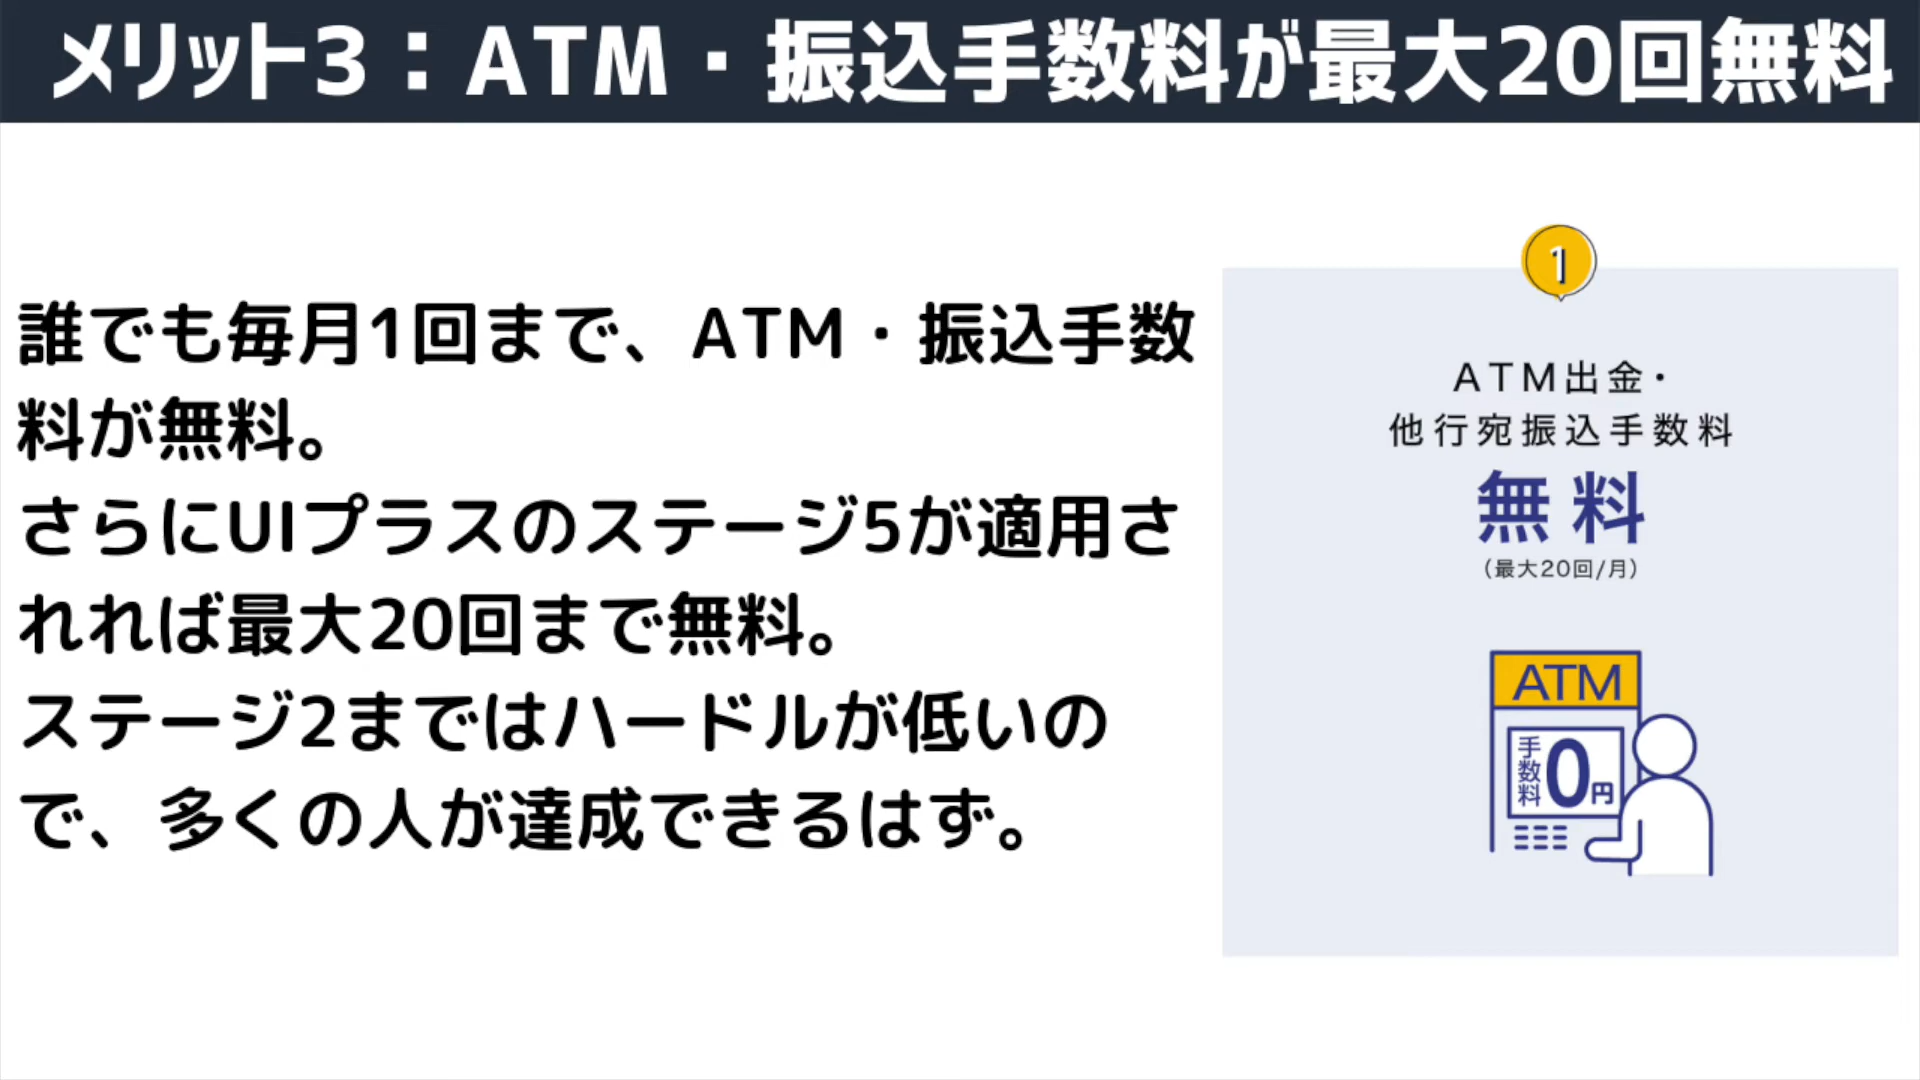 メリット3：ATM・振込手数料が最大20回無料
誰でも毎月1回まで、ATM・振込手数
料が無料。
さらにUIプラスのステージ5が適用さ
れれば最大20回まで無料。
ステージ2まではハードルが低いの
で、多くの人が達成できるはず。
1
ATM出金・
他行宛振込手数料
無料
（最大20回/月）
ATM
手数料
0円